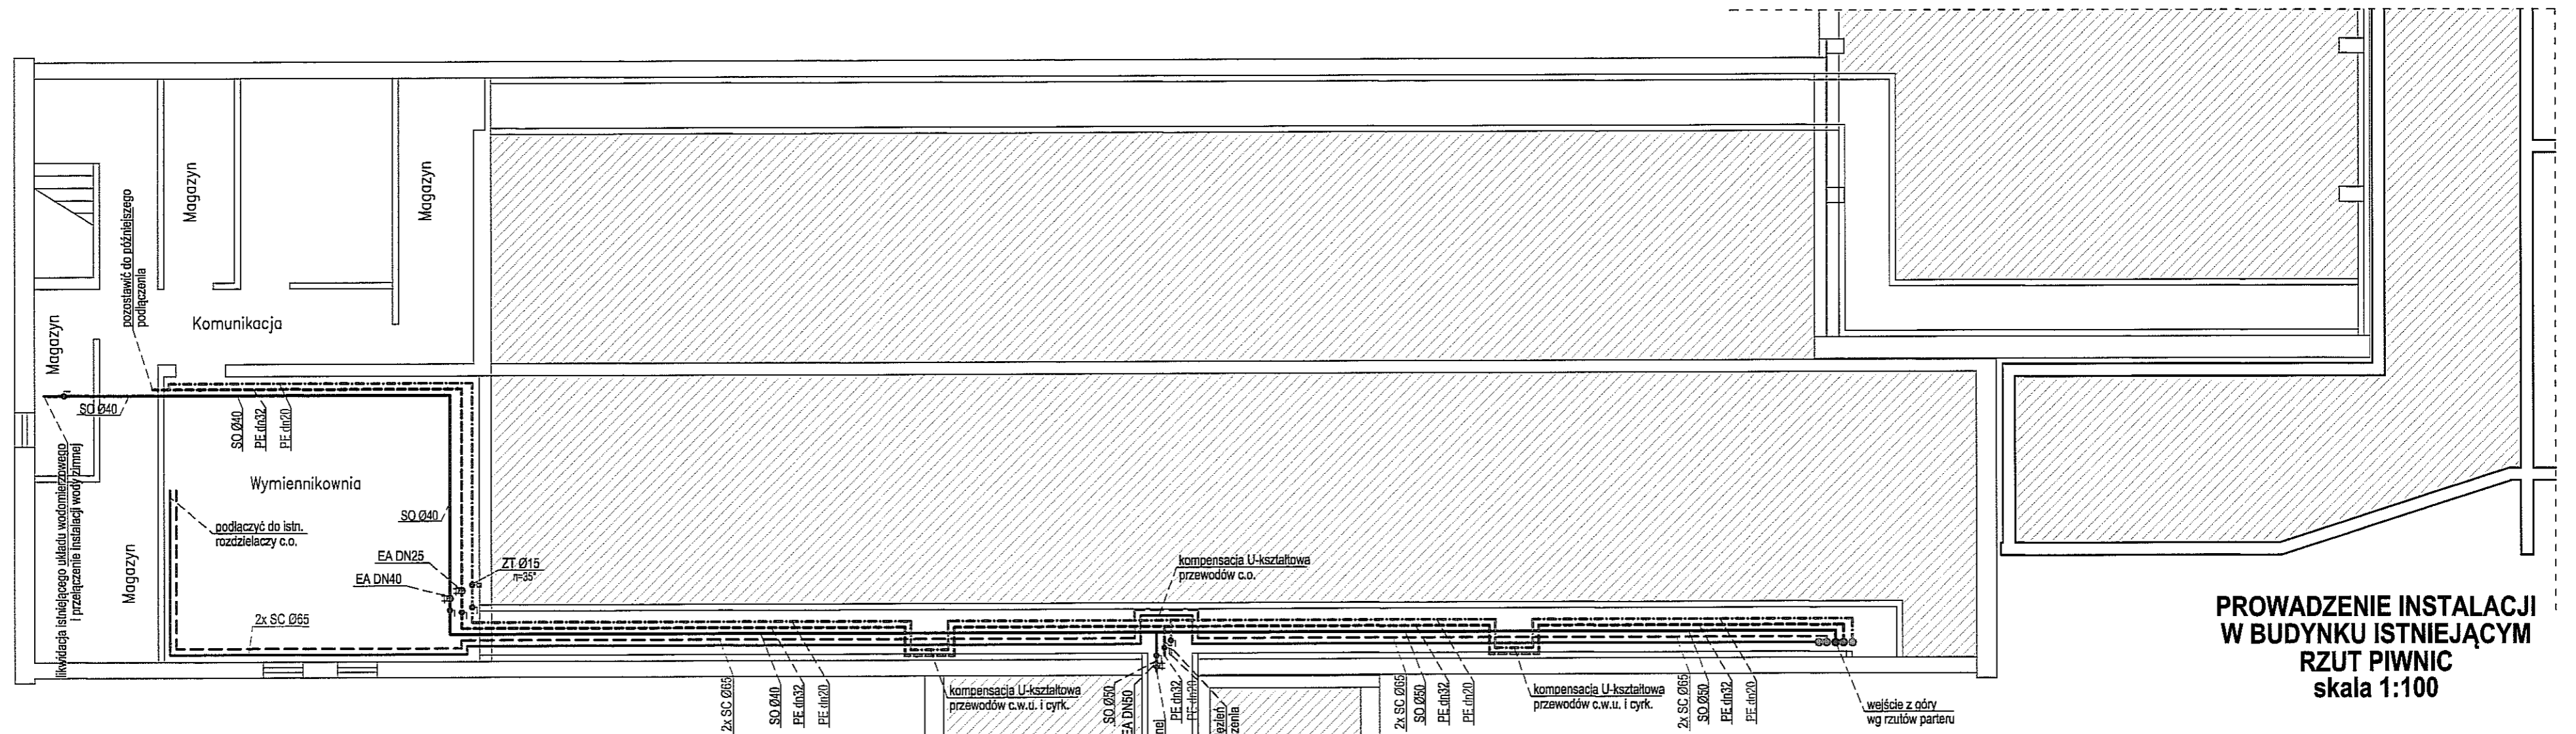 Magazyn
Magazyn
pozostawić do późniejszego
podłączenia
Komunikacja
Magazyn
SO Ø40
SO Ø40
PE dn32
PE dn20
likwidacja istniejącego układu wodomierzowego
i przełączenie instalacji wody zimnej
Wymiennikownia
podłączyć do istn.
rozdzielaczy c.o.
SO Ø40
Magazyn
EA DN25
EA DN40
ZT Ø15
n=35°
2x SC Ø65
kompensacja U-kształtowa
przewodów c.o.
2x SC Ø65
SO Ø40
PE dn32
PE dn20
kompensacja U-kształtowa
przewodów c.w.u. i cyrk.
SO Ø50
EA DN50
PE dn32
PE dn20
2x SC Ø65
SO Ø50
PE dn32
PE dn20
kompensacja U-kształtowa
przewodów c.w.u. i cyrk.
2x SC Ø65
SO Ø50
PE dn32
PE dn20
wejście z góry
wg rzutów parteru
PROWADZENIE INSTALACJI
W BUDYNKU ISTNIEJĄCYM
RZUT PIWNIC
skala 1:100